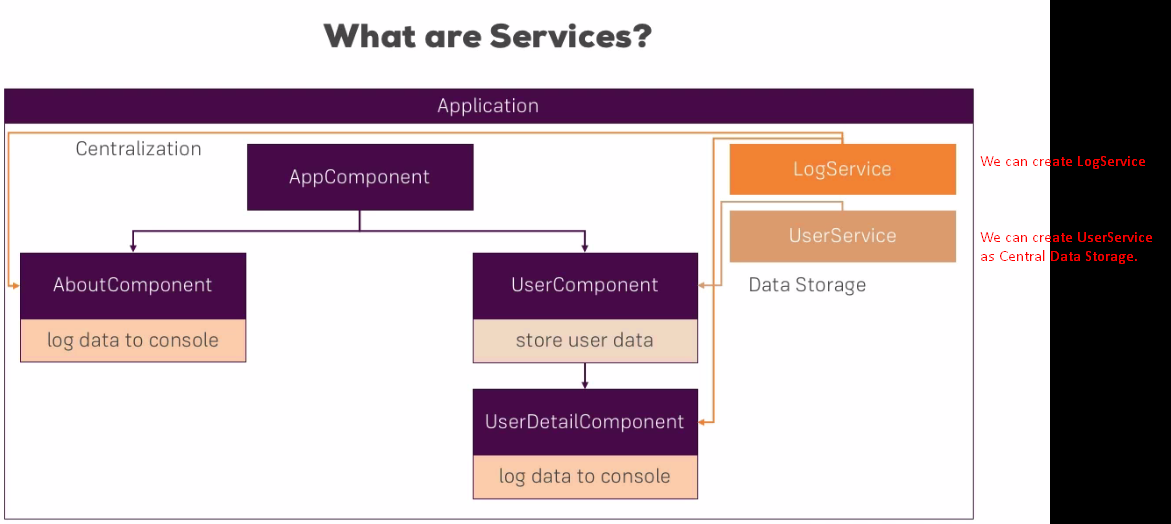 What are Services?
Application
Centralization
AppComponent
LogService
We can create LogService
UserService
We can create UserService
as Central Data Storage.
AboutComponent
UserComponent
Data Storage
log data to console
store user data
UserDetailComponent
log data to console